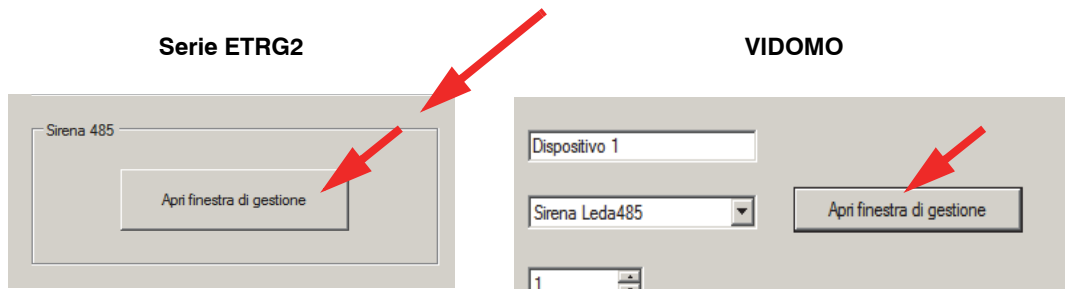 Serie ETRG2
VIDOMO
Sirena 485
Apri finestra di gestione
Dispositivo 1
Sirena Leda485
Apri finestra di gestione
1